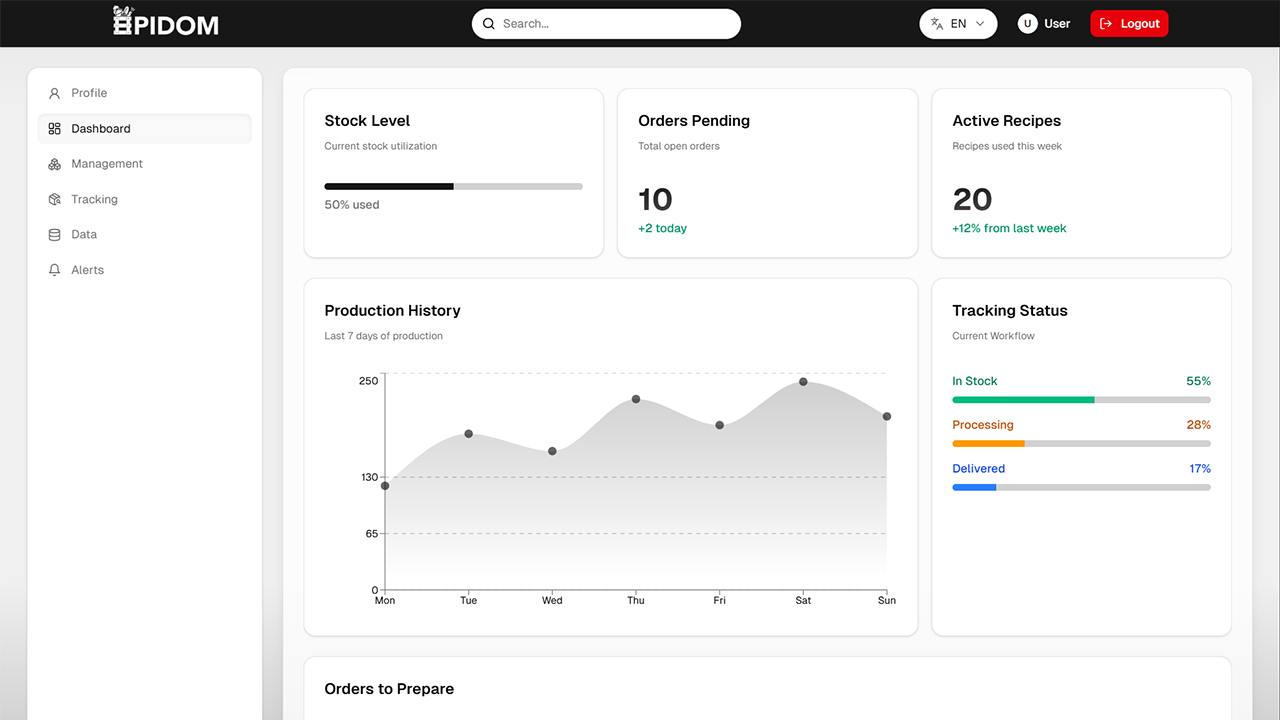 EPIDOM
Search...
EN
U User
Logout
Profile
Dashboard
Management
Tracking
Data
Alerts
Stock Level
Current stock utilization
50% used
Orders Pending
Total open orders
10
+2 today
Active Recipes
Recipes used this week
20
+12% from last week
Production History
Last 7 days of production
250
130
65
0
Mon Tue Wed Thu Fri Sat Sun
Tracking Status
Current Workflow
In Stock 55%
Processing 28%
Delivered 17%
Orders to Prepare